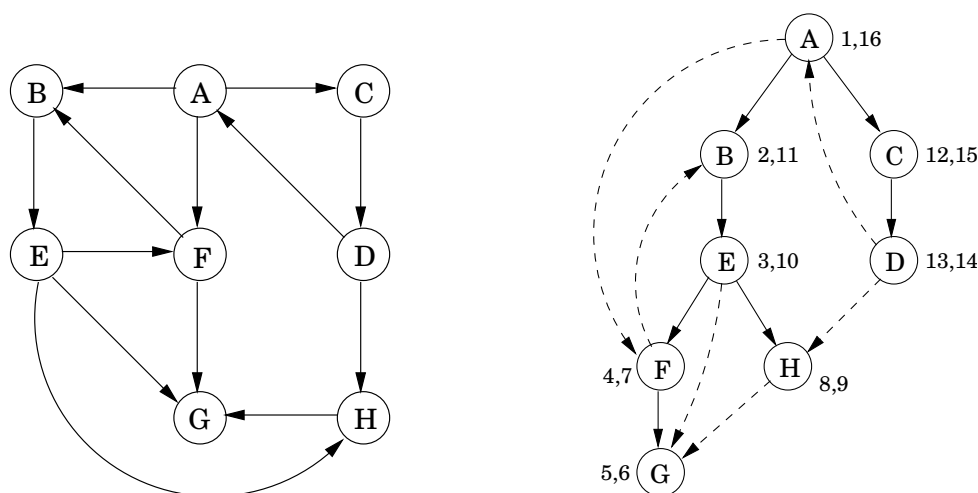 B A C
E F D
G H
A 1,16
B 2,11 C 12,15
E 3,10 D 13,14
F 4,7 H 8,9
5,6 G